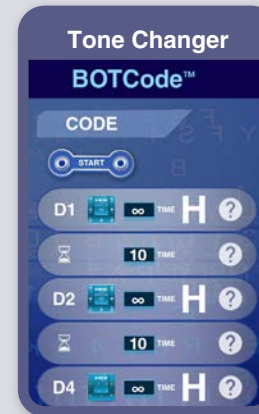 Tone Changer
BOTCode™
CODE
START
D1 ∞ TIME H ?
10 TIME ?
D2 ∞ TIME H ?
10 TIME ?
D4 ∞ TIME H ?